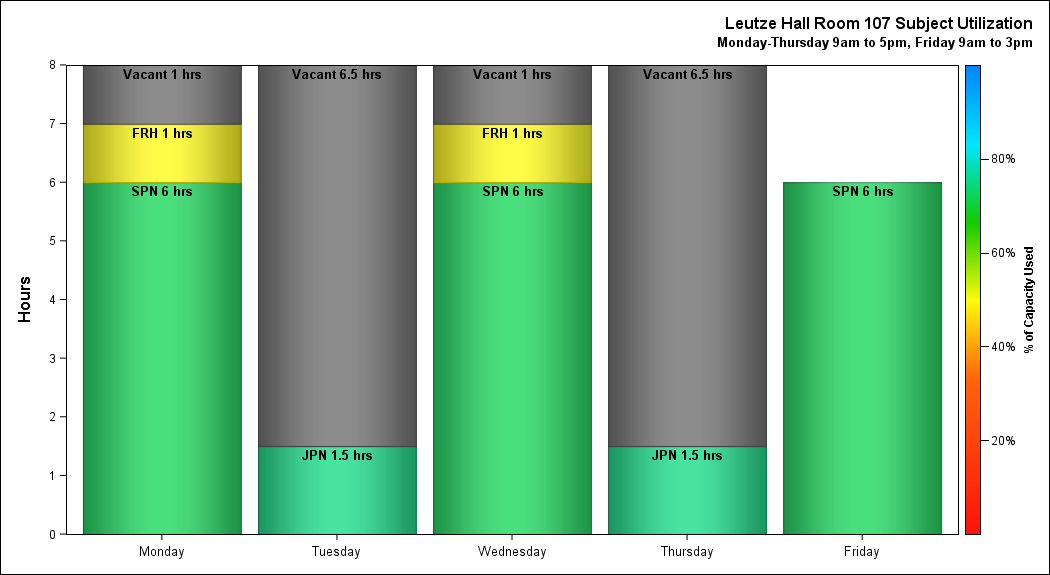 Leutze Hall Room 107 Subject Utilization
Monday-Thursday 9am to 5pm, Friday 9am to 3pm
8
7
6
5
4
3
2
1
0
Hours
Vacant 1 hrs
FRH 1 hrs
SPN 6 hrs
Vacant 6.5 hrs
JPN 1.5 hrs
Vacant 1 hrs
FRH 1 hrs
SPN 6 hrs
Vacant 6.5 hrs
JPN 1.5 hrs
SPN 6 hrs
Monday
Tuesday
Wednesday
Thursday
Friday
80%
60%
40%
20%
% of Capacity Used